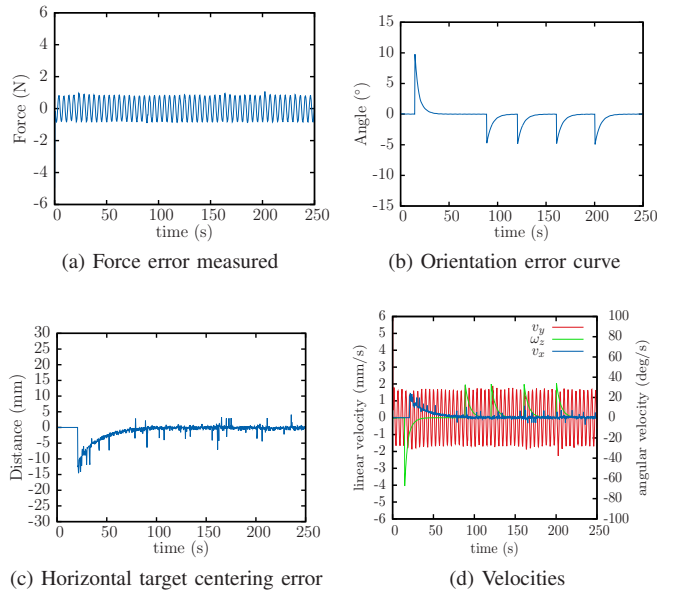 6
4
2
0
-2
-4
-6
Force (N)
0 50 100 150 200 250
time (s)
(a) Force error measured
15
10
5
0
-5
-10
-15
Angle (°)
0 50 100 150 200 250
time (s)
(b) Orientation error curve
30
25
20
15
10
5
0
-5
-10
-15
-20
-25
-30
Distance (mm)
0 50 100 150 200 250
time (s)
(c) Horizontal target centering error
6
5
4
3
2
1
0
-1
-2
-3
-4
-5
-6
linear velocity (mm/s)
v_y
ω_z
v_x
100
80
60
40
20
0
-20
-40
-60
-80
-100
angular velocity (deg/s)
0 50 100 150 200 250
time (s)
(d) Velocities